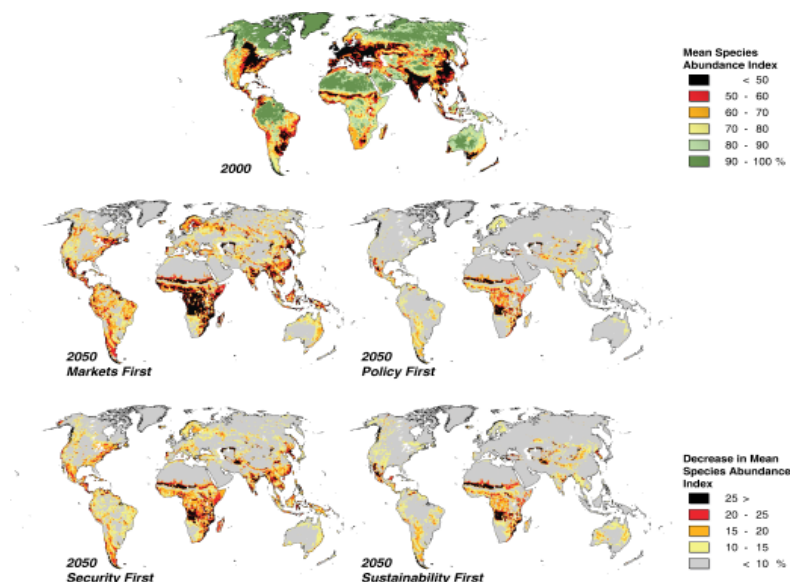 Mean Species
Abundance Index
< 50
50 - 60
60 - 70
70 - 80
80 - 90
90 - 100 %
2000
2050
Markets First
2050
Policy First
2050
Security First
2050
Sustainability First
Decrease in Mean
Species Abundance
Index
25 >
20 - 25
15 - 20
10 - 15
< 10 %